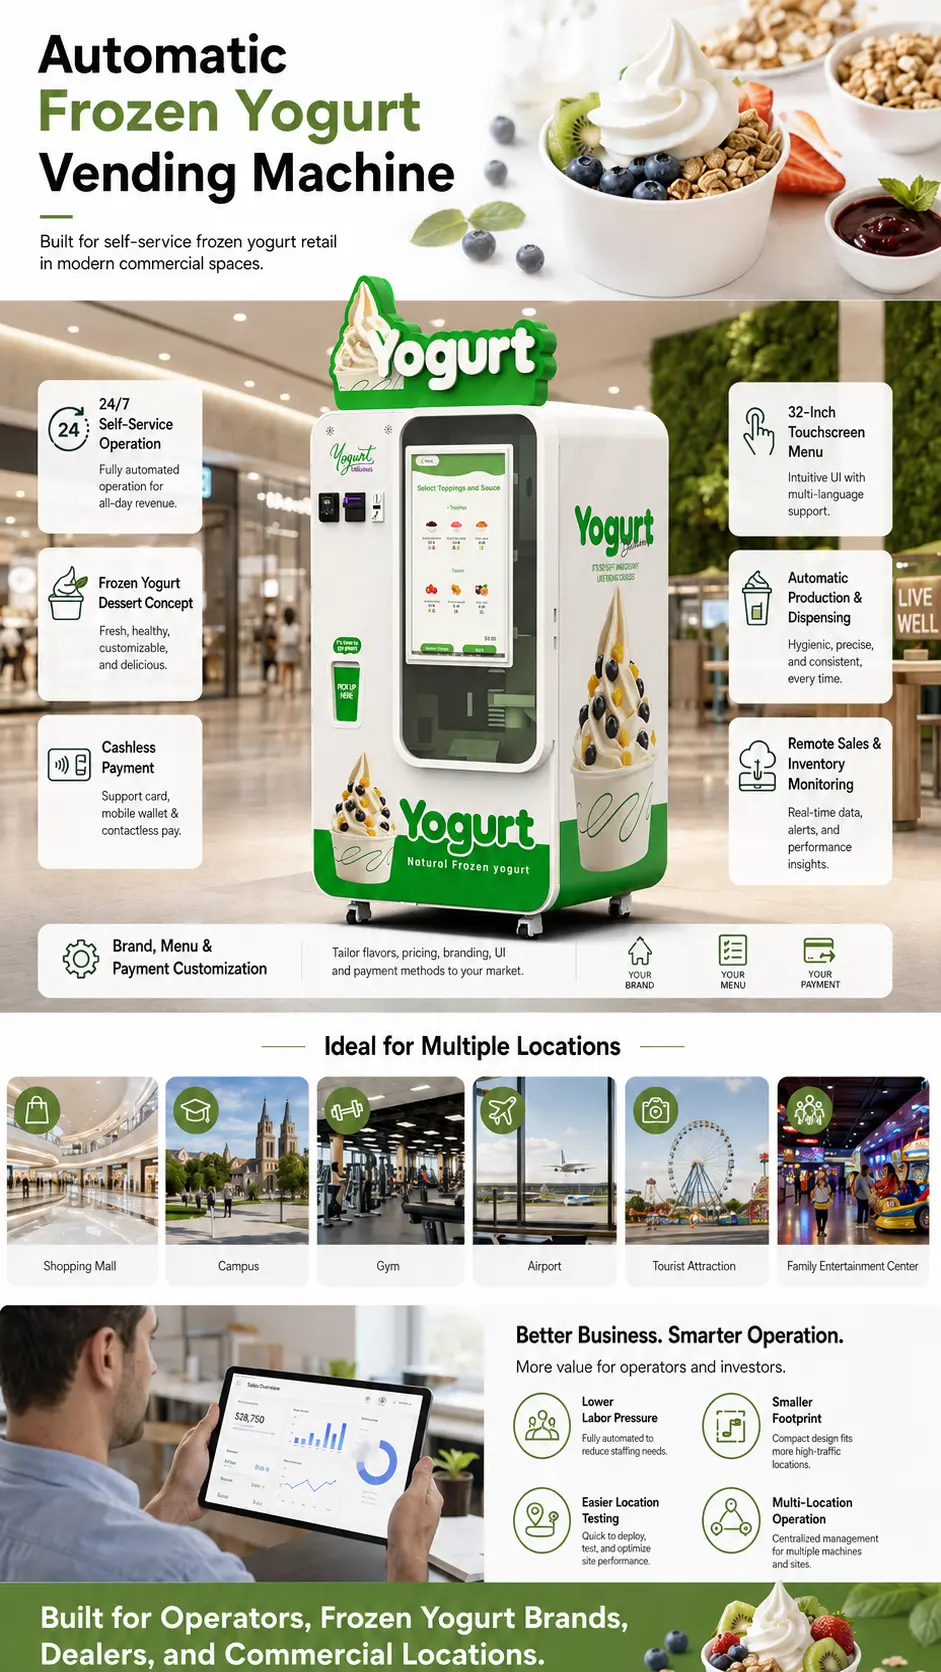 Automatic
Frozen Yogurt
Vending Machine
Built for self-service frozen yogurt retail
in modern commercial spaces.
Yogurt
24
24/7
Self-Service
Operation
Fully automated
operation for
all-day revenue.
Frozen Yogurt
Dessert Concept
Fresh, healthy,
customizable,
and delicious.
Cashless
Payment
Support card,
mobile wallet &
contactless pay.
Yogurt
Select Toppings and Sauce
Toppings
Sauce
$0.00
PICK UP
HERE
Yogurt
Natural Frozen yogurt
Yogurt
32-Inch
Touchscreen
Menu
Intuitive UI with
multi-language
support.
Automatic
Production &
Dispensing
Hygienic, precise,
and consistent,
every time.
LIVE
WELL
Remote Sales &
Inventory
Monitoring
Real-time data,
alerts, and
performance
insights.
Brand, Menu &
Payment Customization
Tailor flavors, pricing, branding, UI
and payment methods to your market.
YOUR
BRAND
YOUR
MENU
YOUR
PAYMENT
Ideal for Multiple Locations
Shopping Mall
Campus
Gym
Airport
Tourist Attraction
Family Entertainment Center
Sales Overview
$28,750
Better Business. Smarter Operation.
More value for operators and investors.
Lower
Labor Pressure
Fully automated to
reduce staffing needs.
Smaller
Footprint
Compact design fits
more high-traffic
locations.
Easier Location
Testing
Quick to deploy,
test, and optimize
site performance.
Multi-Location
Operation
Centralized management
for multiple machines
and sites.
Built for Operators, Frozen Yogurt Brands,
Dealers, and Commercial Locations.